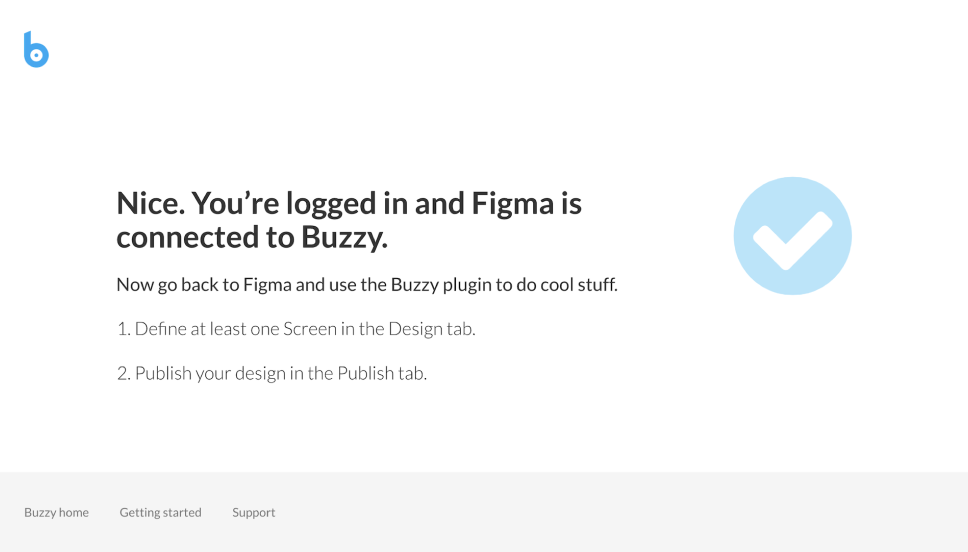 b
Nice. You’re logged in and Figma is
connected to Buzzy.
Now go back to Figma and use the Buzzy plugin to do cool stuff.
1. Define at least one Screen in the Design tab.
2. Publish your design in the Publish tab.
Buzzy home
Getting started
Support